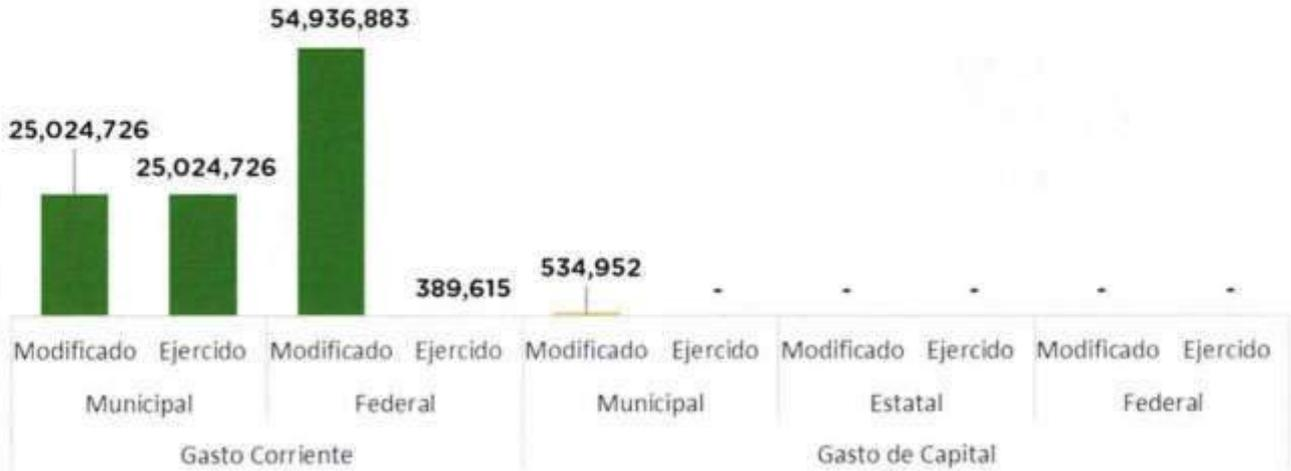 54,936,883
25,024,726
25,024,726
389,615
534,952
- - - - -
Modificado Ejercido Modificado Ejercido Modificado Ejercido Modificado Ejercido Modificado Ejercido
Municipal Federal Municipal Estatal Federal
Gasto Corriente Gasto de Capital